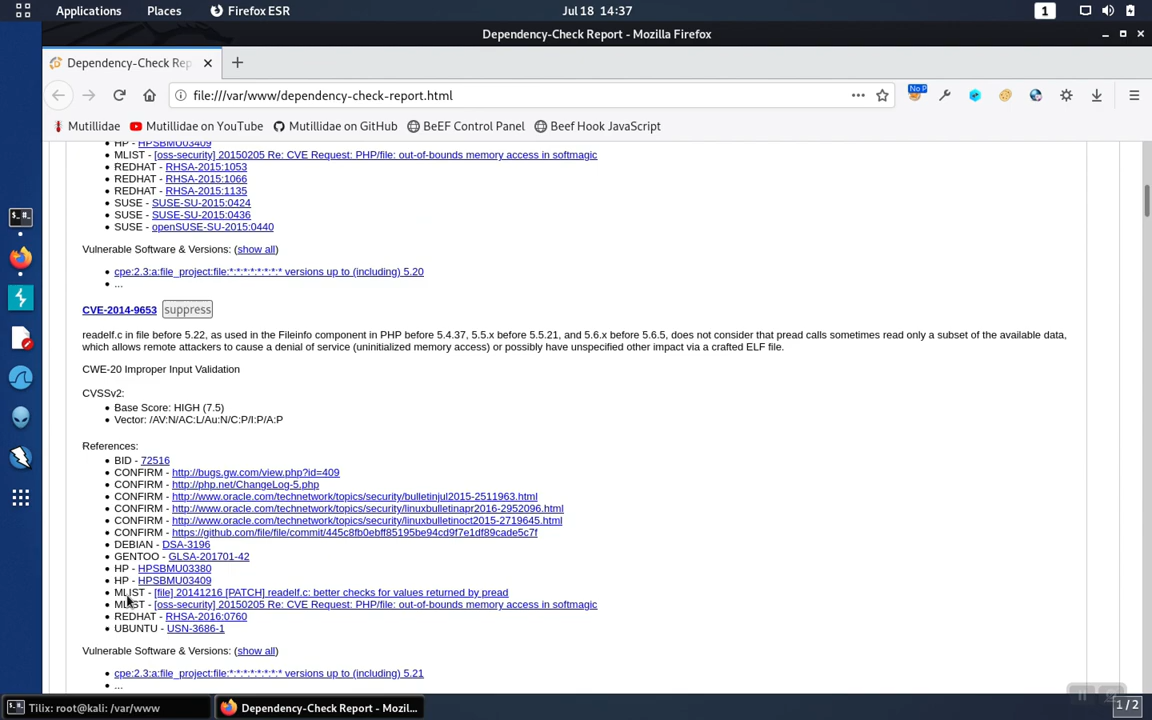 Applications Places Firefox ESR Jul 18 14:37 1
Dependency-Check Report - Mozilla Firefox
Dependency-Check Rep
file:///var/www/dependency-check-report.html No P
Mutillidae Mutillidae on YouTube Mutillidae on GitHub BeEF Control Panel Beef Hook JavaScript
HP - HPSBMU03409
MLIST - [oss-security] 20150205 Re: CVE Request: PHP/file: out-of-bounds memory access in softmagic
REDHAT - RHSA-2015:1053
REDHAT - RHSA-2015:1066
REDHAT - RHSA-2015:1135
SUSE - SUSE-SU-2015:0424
SUSE - SUSE-SU-2015:0436
SUSE - openSUSE-SU-2015:0440
Vulnerable Software & Versions: (show all)
cpe:2.3:a:file_project:file:*:*:*:*:*:*:*:* versions up to (including) 5.20
...
CVE-2014-9653 suppress
readelf.c in file before 5.22, as used in the Fileinfo component in PHP before 5.4.37, 5.5.x before 5.5.21, and 5.6.x before 5.6.5, does not consider that pread calls sometimes read only a subset of the available data,
which allows remote attackers to cause a denial of service (uninitialized memory access) or possibly have unspecified other impact via a crafted ELF file.
CWE-20 Improper Input Validation
CVSSv2:
Base Score: HIGH (7.5)
Vector: /AV:N/AC:L/Au:N/C:P/I:P/A:P
References:
BID - 72516
CONFIRM - http://bugs.gw.com/view.php?id=409
CONFIRM - http://php.net/ChangeLog-5.php
CONFIRM - http://www.oracle.com/technetwork/topics/security/bulletinjul2015-2511963.html
CONFIRM - http://www.oracle.com/technetwork/topics/security/linuxbulletinapr2016-2952096.html
CONFIRM - http://www.oracle.com/technetwork/topics/security/linuxbulletinoct2015-2719645.html
CONFIRM - https://github.com/file/file/commit/445c8fb0ebff85195be94cd9f7e1df89cade5c7f
DEBIAN - DSA-3196
GENTOO - GLSA-201701-42
HP - HPSBMU03380
HP - HPSBMU03409
MLIST - [file] 20141216 [PATCH] readelf.c: better checks for values returned by pread
MLIST - [oss-security] 20150205 Re: CVE Request: PHP/file: out-of-bounds memory access in softmagic
REDHAT - RHSA-2016:0760
UBUNTU - USN-3686-1
Vulnerable Software & Versions: (show all)
cpe:2.3:a:file_project:file:*:*:*:*:*:*:*:* versions up to (including) 5.21
...
Tilix: root@kali: /var/www Dependency-Check Report - Mozil... 1/2